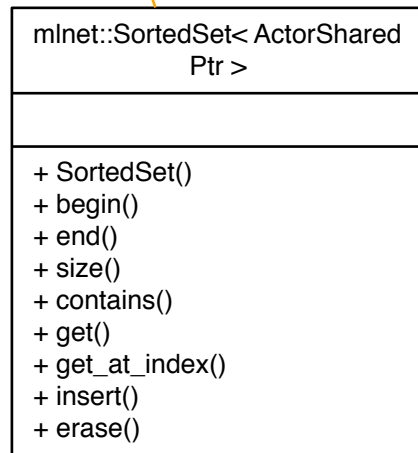 mlnet::SortedSet< ActorShared
Ptr >
+ SortedSet()
+ begin()
+ end()
+ size()
+ contains()
+ get()
+ get_at_index()
+ insert()
+ erase()